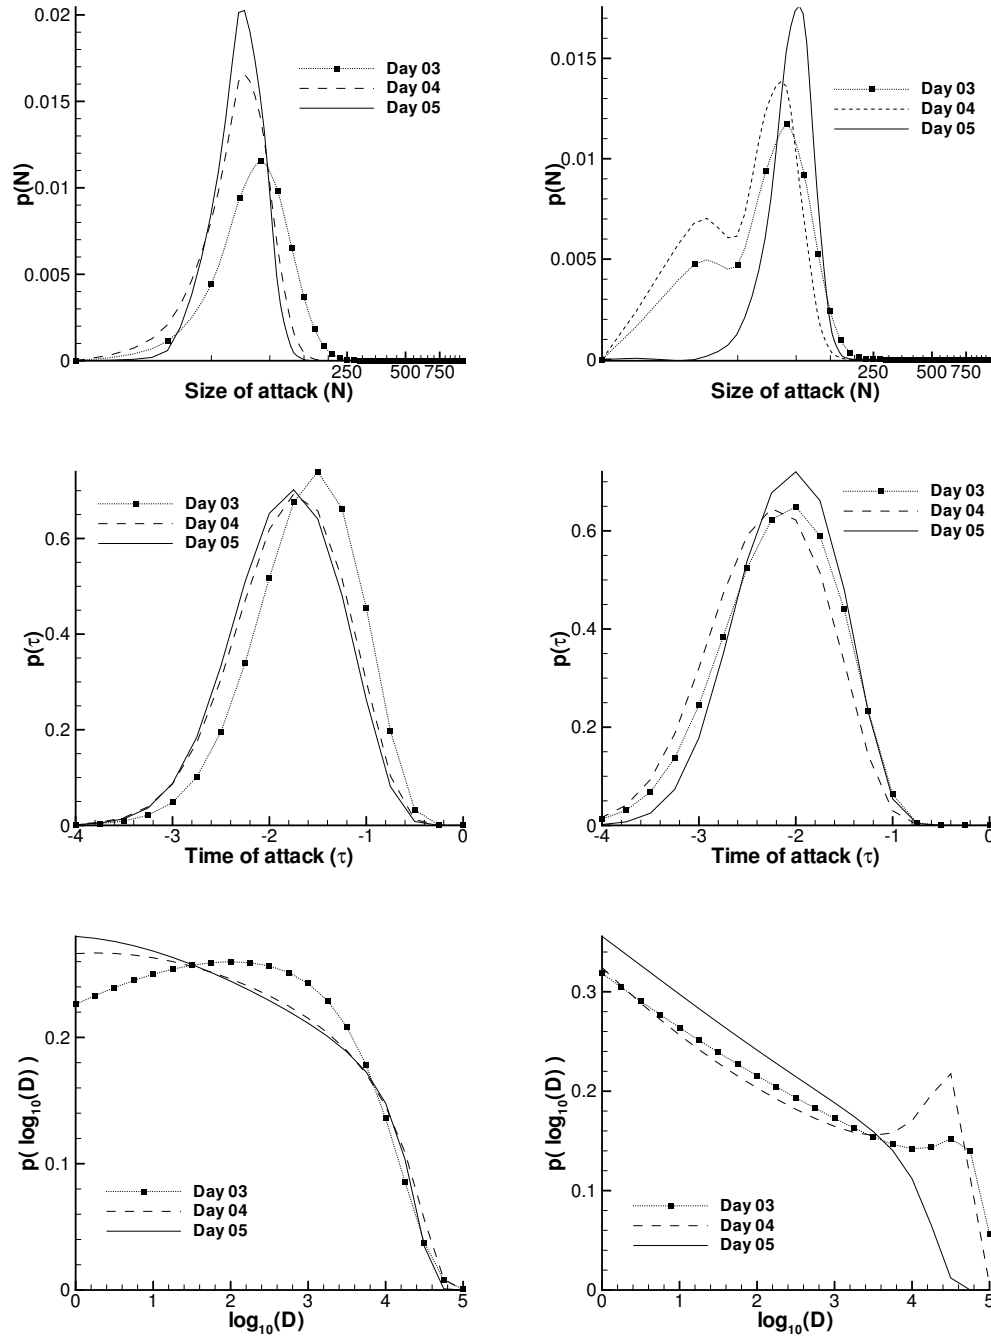 0.02
0.015
0.01
0.005
0
p(N)
Day 03
Day 04
Day 05
250
500
750
Size of attack (N)
0.015
0.01
0.005
0
p(N)
Day 03
Day 04
Day 05
250
500
750
Size of attack (N)
0.6
0.4
0.2
0
p(τ)
Day 03
Day 04
Day 05
-4
-3
-2
-1
0
Time of attack (τ)
0.6
0.4
0.2
0
p(τ)
Day 03
Day 04
Day 05
-4
-3
-2
-1
0
Time of attack (τ)
0.2
0.1
0
p( log10(D) )
Day 03
Day 04
Day 05
0
1
2
3
4
5
log10(D)
0.3
0.2
0.1
0
p( log10(D) )
Day 03
Day 04
Day 05
0
1
2
3
4
5
log10(D)